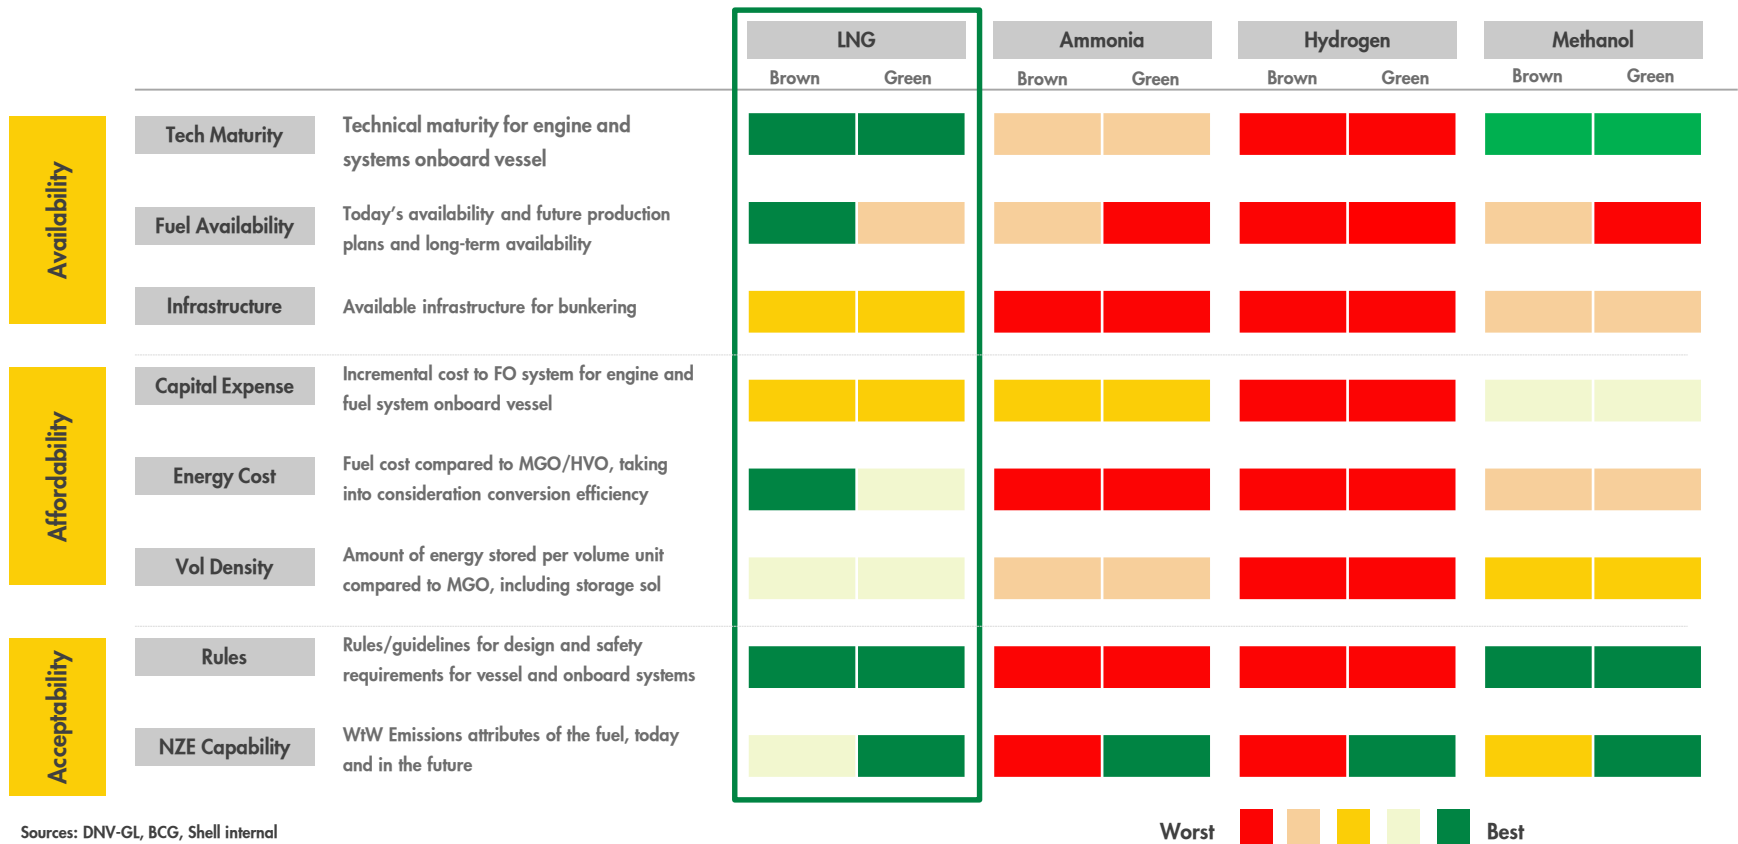 LNG
Ammonia
Hydrogen
Methanol
Brown
Green
Brown
Green
Brown
Green
Brown
Green
Availability
Tech Maturity
Technical maturity for engine and
systems onboard vessel
Fuel Availability
Today's availability and future production
plans and long-term availability
Infrastructure
Available infrastructure for bunkering
Affordability
Capital Expense
Incremental cost to FO system for engine and
fuel system onboard vessel
Energy Cost
Fuel cost compared to MGO/HVO, taking
into consideration conversion efficiency
Vol Density
Amount of energy stored per volume unit
compared to MGO, including storage sol
Acceptability
Rules
Rules/guidelines for design and safety
requirements for vessel and onboard systems
NZE Capability
WtW Emissions attributes of the fuel, today
and in the future
Sources: DNV-GL, BCG, Shell internal
Worst
Best